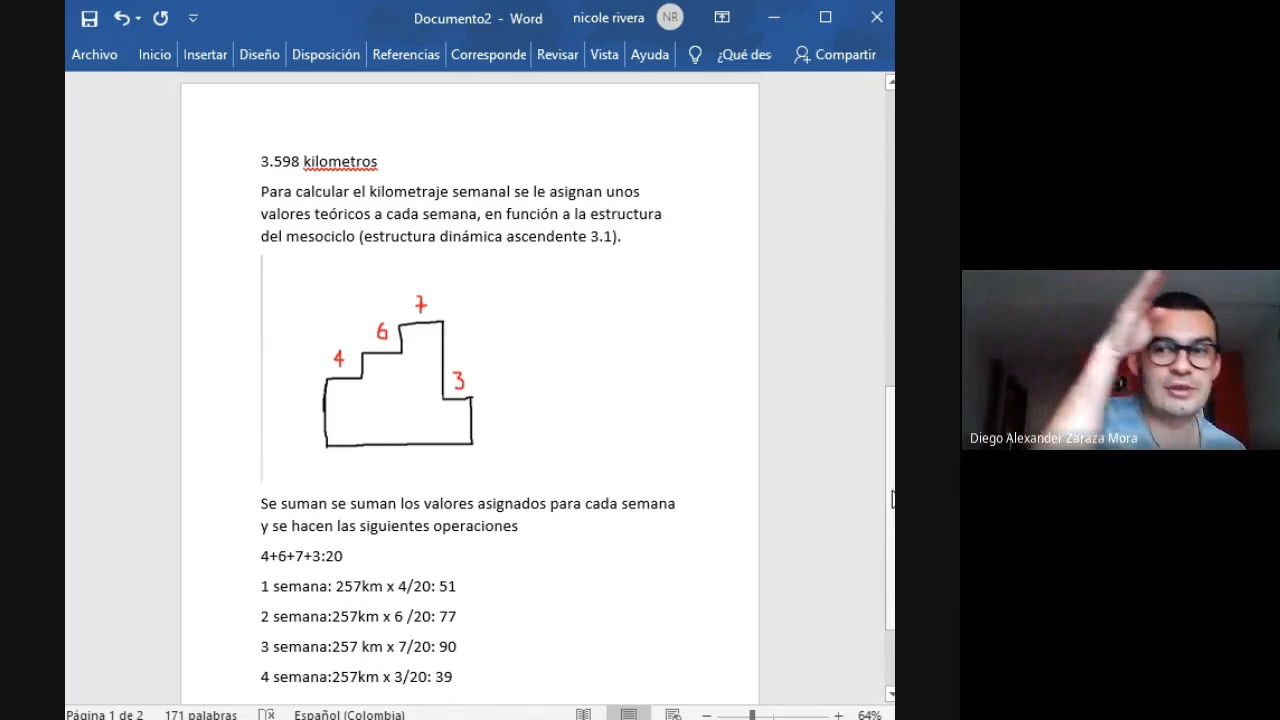 Documento2 - Word
nicole rivera
NR
Archivo Inicio Insertar Diseño Disposición Referencias Corresponde Revisar Vista Ayuda ¿Qué des Compartir
3.598 kilometros
Para calcular el kilometraje semanal se le asignan unos
valores teóricos a cada semana, en función a la estructura
del mesociclo (estructura dinámica ascendente 3.1).
7
6
4
3
Se suman se suman los valores asignados para cada semana
y se hacen las siguientes operaciones
4+6+7+3:20
1 semana: 257km x 4/20: 51
2 semana:257km x 6 /20: 77
3 semana:257 km x 7/20: 90
4 semana:257km x 3/20: 39
Diego Alexander Zaraza Mora
Página 1 de 2 171 palabras Español (Colombia) 64%